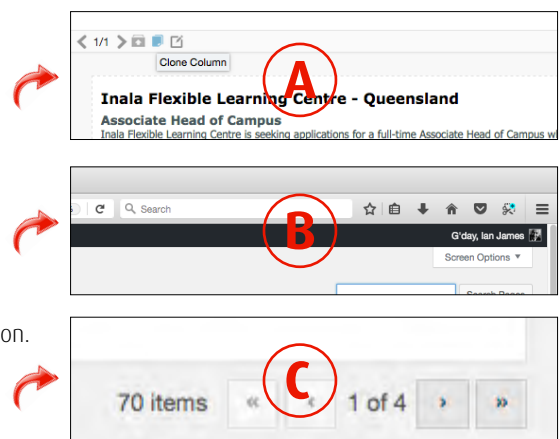 1/1
Clone Column
A
Inala Flexible Learning Centre - Queensland
Associate Head of Campus
Inala Flexible Learning Centre is seeking applications for a full-time Associate Head of Campus
Search
B
G'day, Ian James
Screen Options ▼
Search Pages
on.
C
70 items « ‹ 1 of 4 › »